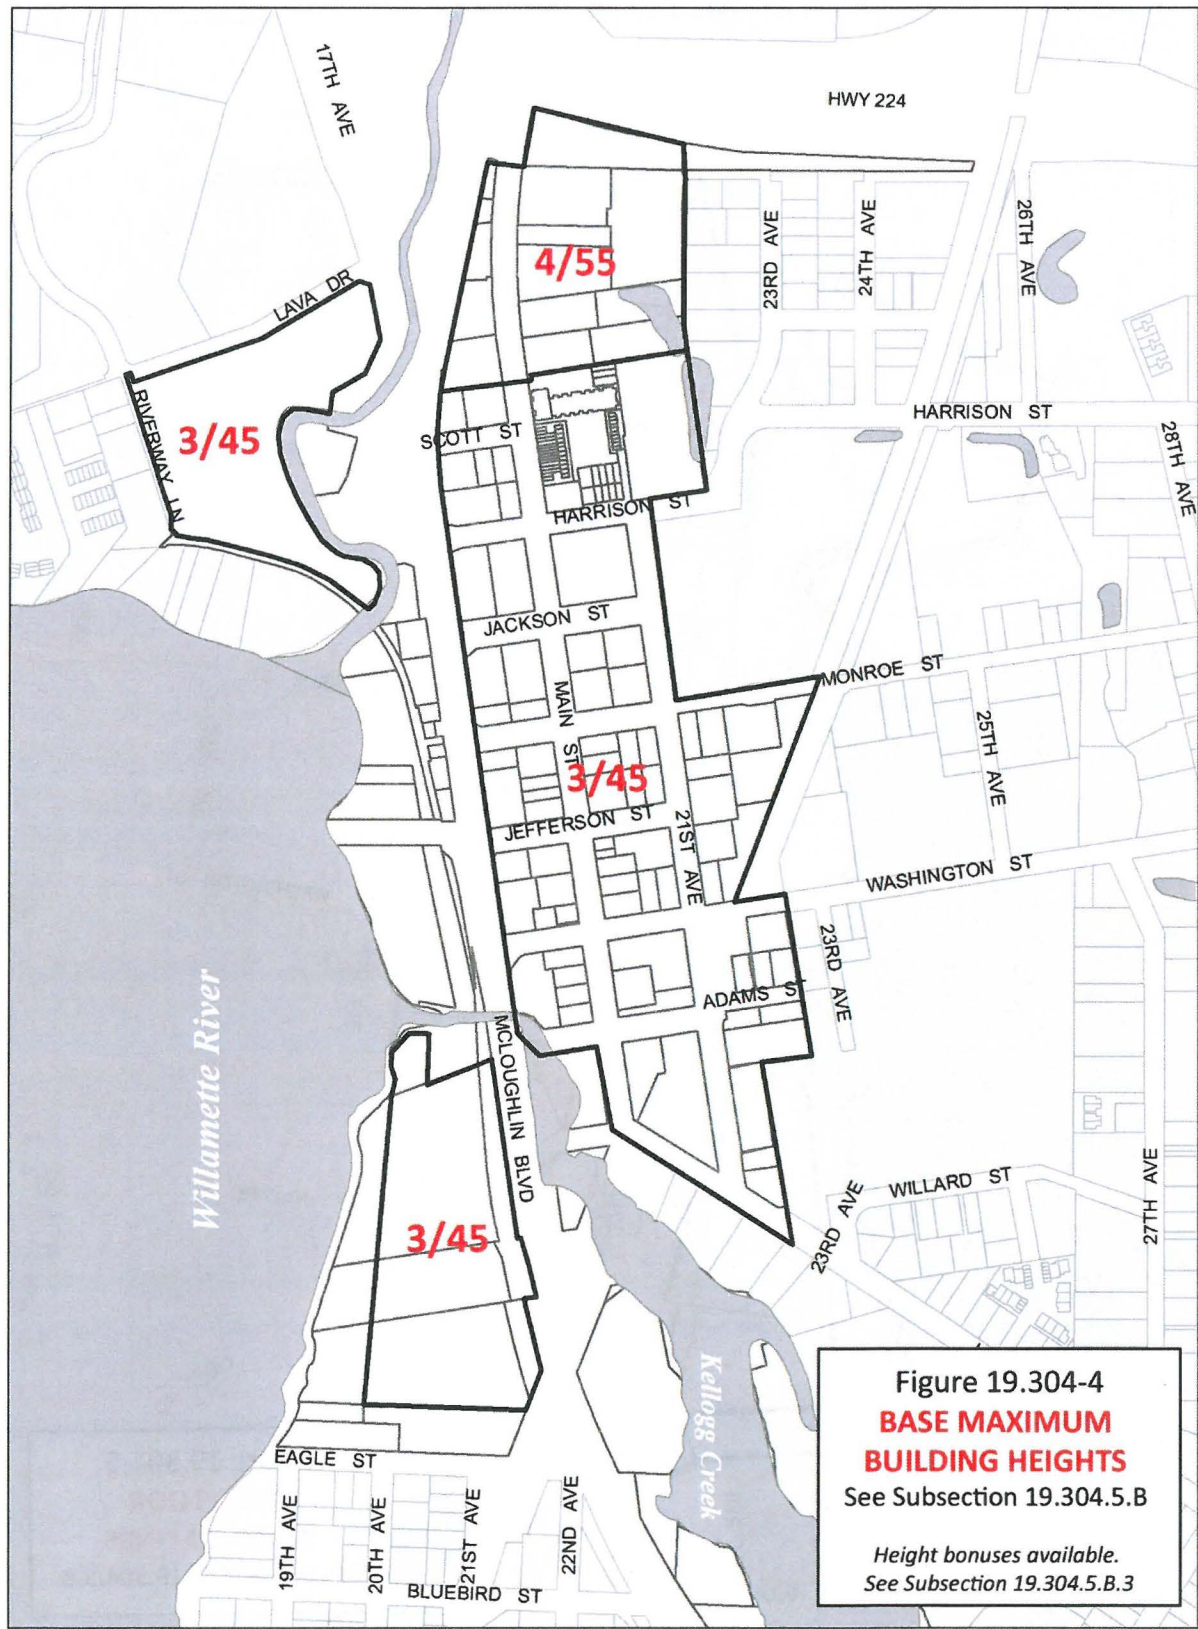 17TH AVE
HWY 224
23RD AVE
24TH AVE
26TH AVE
4/55
LAVA DR
RIVERWAY LN
3/45
SCOTT ST
HARRISON ST
HARRISON ST
28TH AVE
JACKSON ST
MAIN ST
MONROE ST
25TH AVE
3/45
JEFFERSON ST
21ST AVE
WASHINGTON ST
23RD AVE
ADAMS ST
Willamette River
MCLOUGHLIN BLVD
3/45
23RD AVE
WILLARD ST
27TH AVE
Kellogg Creek
EAGLE ST
19TH AVE
20TH AVE
21ST AVE
22ND AVE
BLUEBIRD ST
Figure 19.304-4
BASE MAXIMUM
BUILDING HEIGHTS
See Subsection 19.304.5.B
Height bonuses available.
See Subsection 19.304.5.B.3